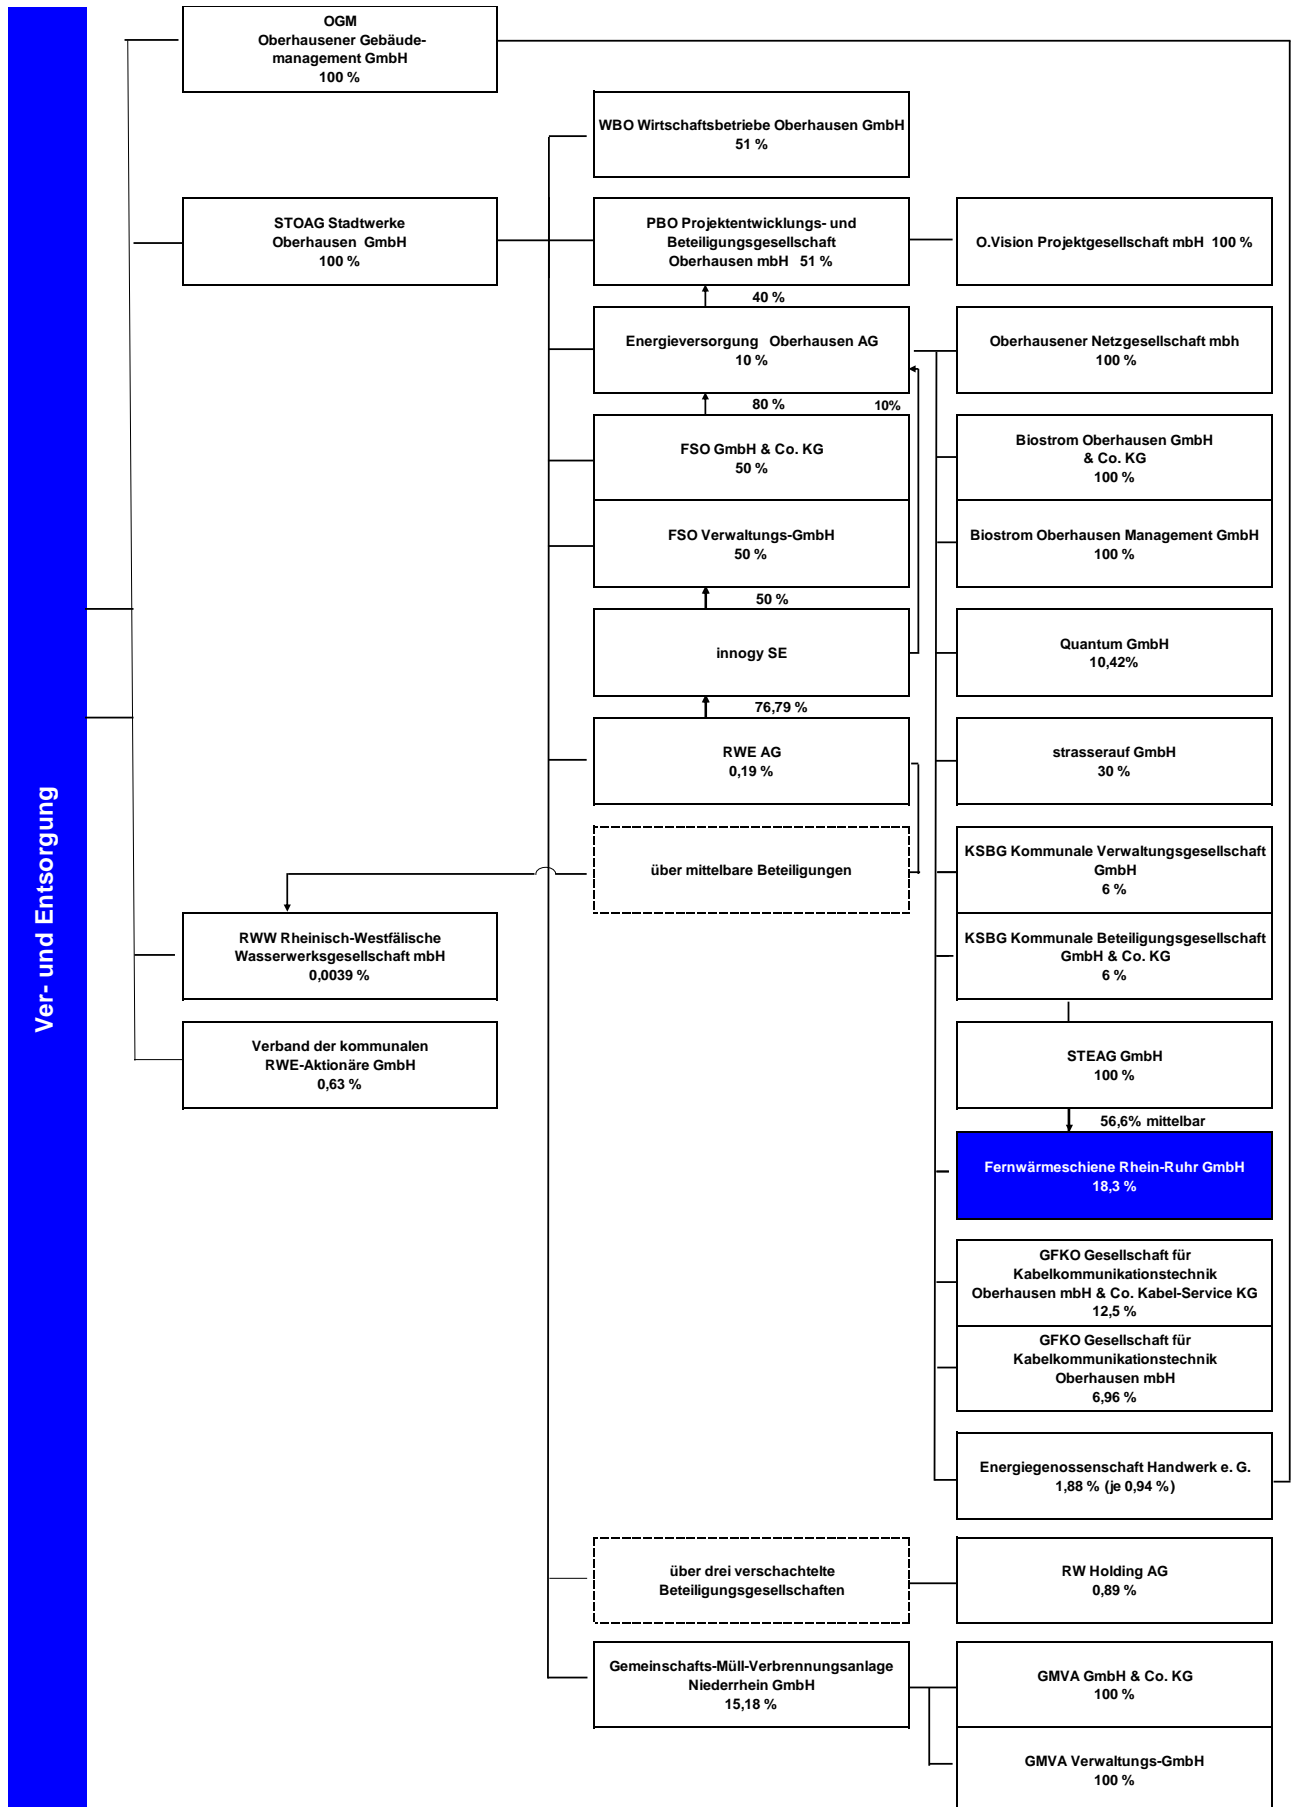 Ver- und Entsorgung
OGM
Oberhausener Gebäude-
management GmbH
100 %
WBO Wirtschaftsbetriebe Oberhausen GmbH
51 %
STOAG Stadtwerke
Oberhausen GmbH
100 %
PBO Projektentwicklungs- und
Beteiligungsgesellschaft
Oberhausen mbH 51 %
O.Vision Projektgesellschaft mbH 100 %
40 %
Energieversorgung Oberhausen AG
10 %
Oberhausener Netzgesellschaft mbh
100 %
80 %
10%
FSO GmbH & Co. KG
50 %
Biostrom Oberhausen GmbH
& Co. KG
100 %
FSO Verwaltungs-GmbH
50 %
Biostrom Oberhausen Management GmbH
100 %
50 %
innogy SE
Quantum GmbH
10,42%
76,79 %
RWE AG
0,19 %
strasserauf GmbH
30 %
über mittelbare Beteiligungen
KSBG Kommunale Verwaltungsgesellschaft
GmbH
6 %
RWW Rheinisch-Westfälische
Wasserwerksgesellschaft mbH
0,0039 %
KSBG Kommunale Beteiligungsgesellschaft
GmbH & Co. KG
6 %
Verband der kommunalen
RWE-Aktionäre GmbH
0,63 %
STEAG GmbH
100 %
56,6% mittelbar
Fernwärmeschiene Rhein-Ruhr GmbH
18,3 %
GFKO Gesellschaft für
Kabelkommunikationstechnik
Oberhausen mbH & Co. Kabel-Service KG
12,5 %
GFKO Gesellschaft für
Kabelkommunikationstechnik
Oberhausen mbH
6,96 %
Energiegenossenschaft Handwerk e. G.
1,88 % (je 0,94 %)
über drei verschachtelte
Beteiligungsgesellschaften
RW Holding AG
0,89 %
Gemeinschafts-Müll-Verbrennungsanlage
Niederrhein GmbH
15,18 %
GMVA GmbH & Co. KG
100 %
GMVA Verwaltungs-GmbH
100 %